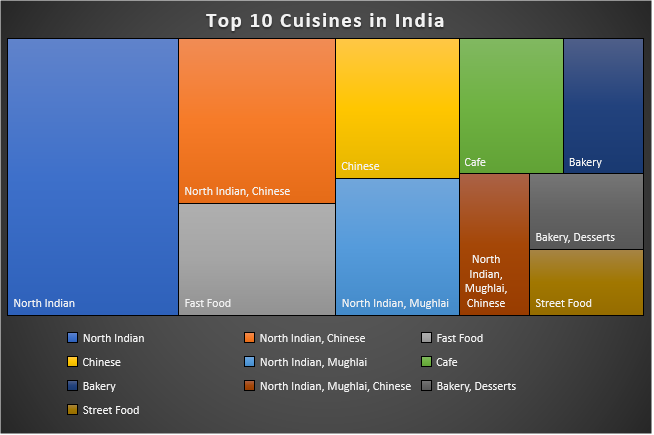 Top 10 Cuisines in India
North Indian
North Indian, Chinese
Fast Food
Chinese
North Indian, Mughlai
Cafe
Bakery
North
Indian,
Mughlai,
Chinese
Bakery, Desserts
Street Food
North Indian
North Indian, Chinese
Fast Food
Chinese
North Indian, Mughlai
Cafe
Bakery
North Indian, Mughlai, Chinese
Bakery, Desserts
Street Food